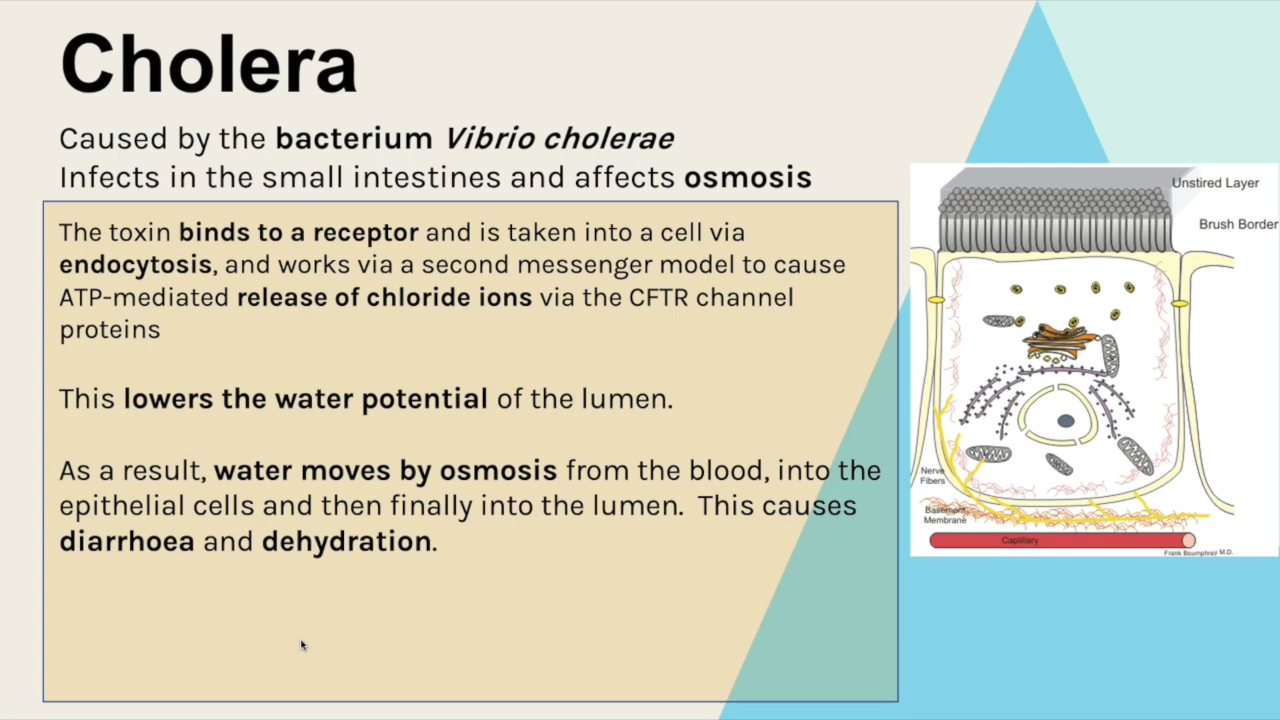 Cholera
Caused by the bacterium Vibrio cholerae
Infects in the small intestines and affects osmosis
The toxin binds to a receptor and is taken into a cell via
endocytosis, and works via a second messenger model to cause
ATP-mediated release of chloride ions via the CFTR channel
proteins
This lowers the water potential of the lumen.
As a result, water moves by osmosis from the blood, into the
epithelial cells and then finally into the lumen. This causes
diarrhoea and dehydration.
Unstired Layer
Brush Border
Nerve
Fibers
Basement
Membrane
Capillary
Frank Boumphrey M.D.